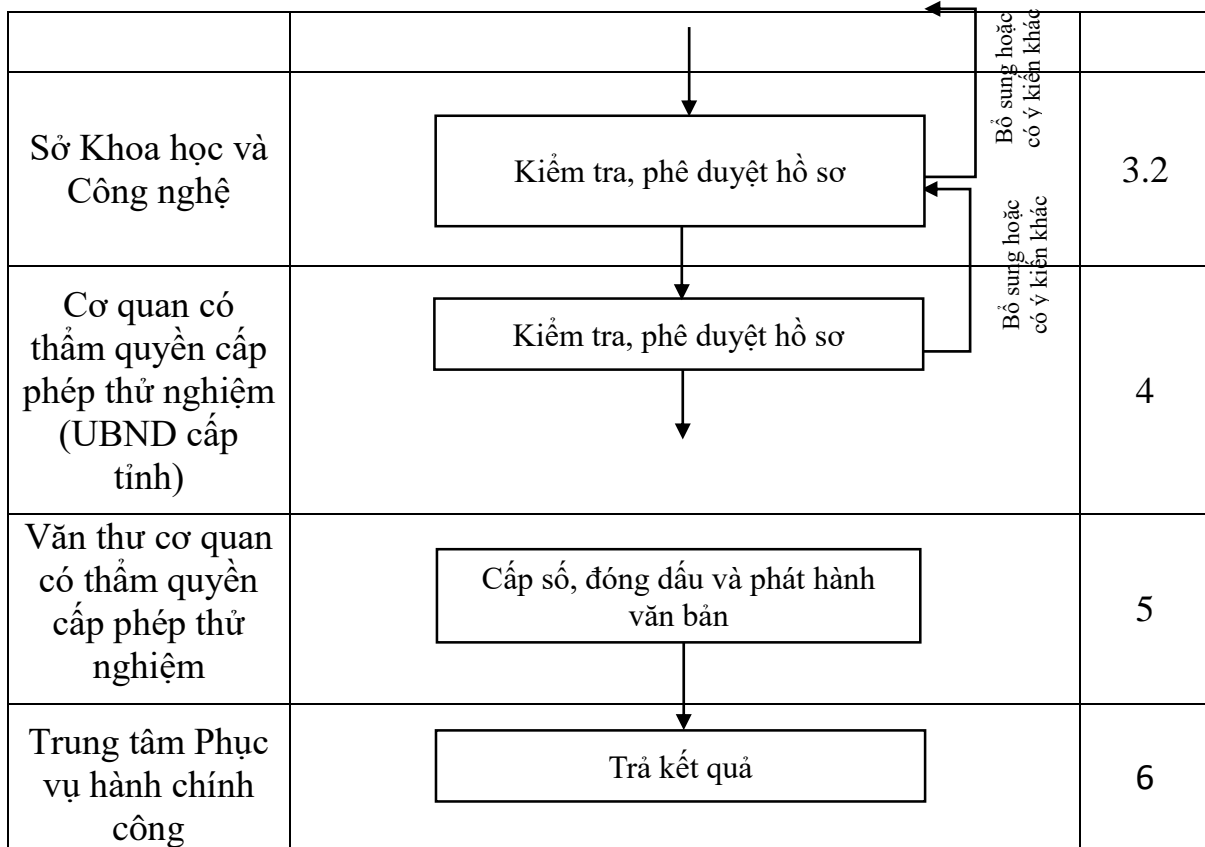 Bổ sung hoặc
có ý kiến khác
Sở Khoa học và
Công nghệ
Kiểm tra, phê duyệt hồ sơ
3.2
Bổ sung hoặc
có ý kiến khác
Cơ quan có
thẩm quyền cấp
phép thử nghiệm
(UBND cấp
tỉnh)
Kiểm tra, phê duyệt hồ sơ
4
Văn thư cơ quan
có thẩm quyền
cấp phép thử
nghiệm
Cấp số, đóng dấu và phát hành
văn bản
5
Trung tâm Phục
vụ hành chính
công
Trả kết quả
6